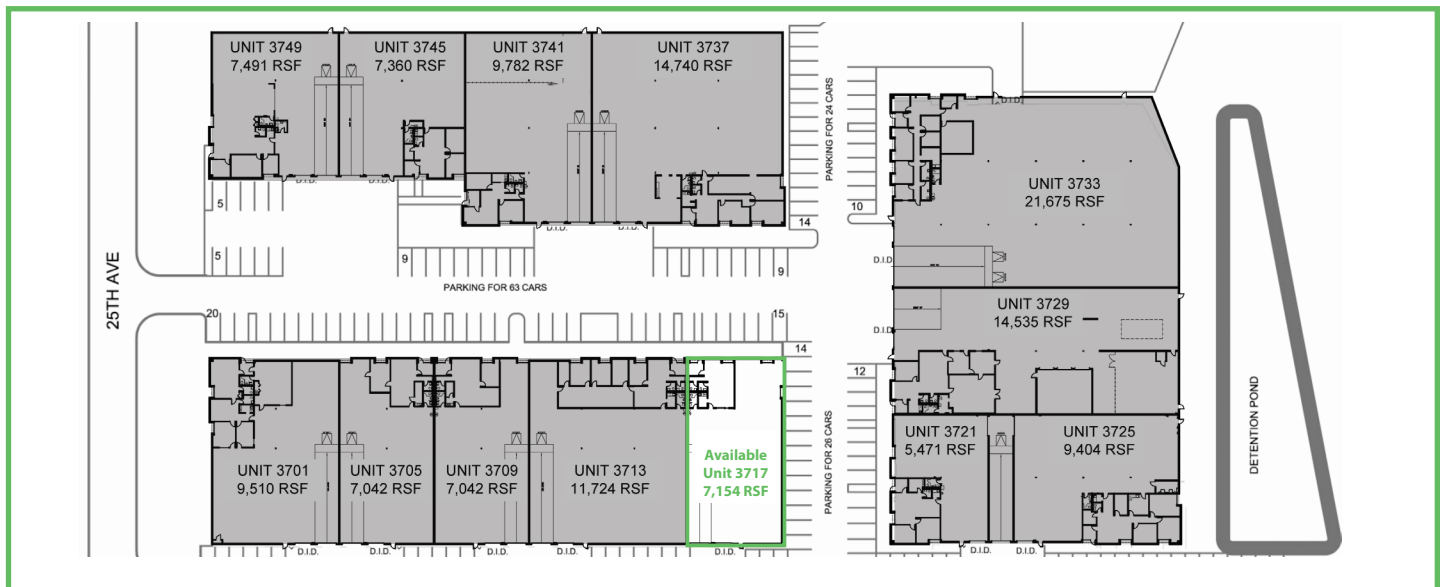 UNIT 3749
7,491 RSF
UNIT 3745
7,360 RSF
UNIT 3741
9,782 RSF
UNIT 3737
14,740 RSF
D.I.D.
D.I.D.
D.I.D.
D.I.D.
5
5
9
9
14
PARKING FOR 24 CARS
10
D.I.D.
UNIT 3733
21,675 RSF
D.I.D
25TH AVE
PARKING FOR 63 CARS
20
15
14
UNIT 3729
14,535 RSF
D.I.D
12
UNIT 3701
9,510 RSF
UNIT 3705
7,042 RSF
UNIT 3709
7,042 RSF
UNIT 3713
11,724 RSF
Available
Unit 3717
7,154 RSF
D.I.D.
D.I.D.
D.I.D.
D.I.D.
D.I.D.
PARKING FOR 26 CARS
UNIT 3721
5,471 RSF
UNIT 3725
9,404 RSF
D.I.D.
D.I.D.
DETENTION POND